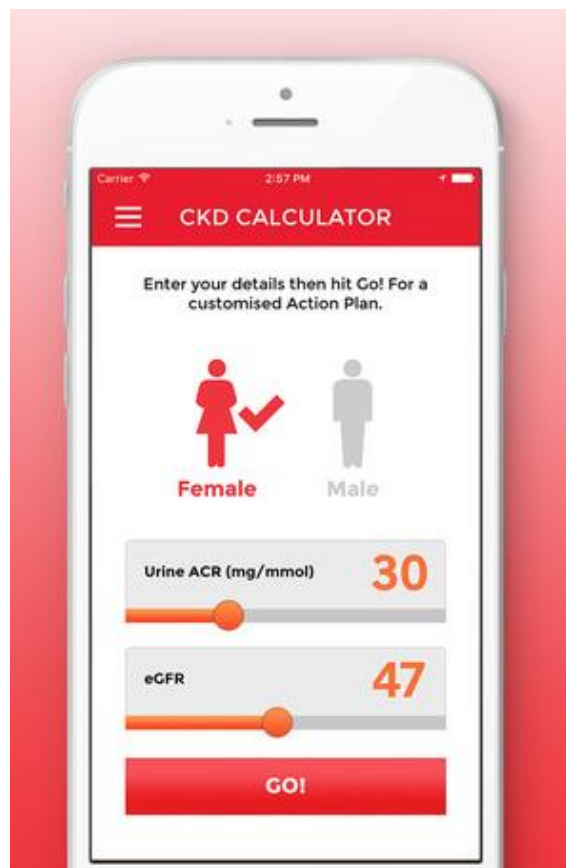 Carrier 2:57 PM
CKD CALCULATOR
Enter your details then hit Go! For a
customised Action Plan.
Female Male
Urine ACR (mg/mmol) 30
eGFR 47
GO!